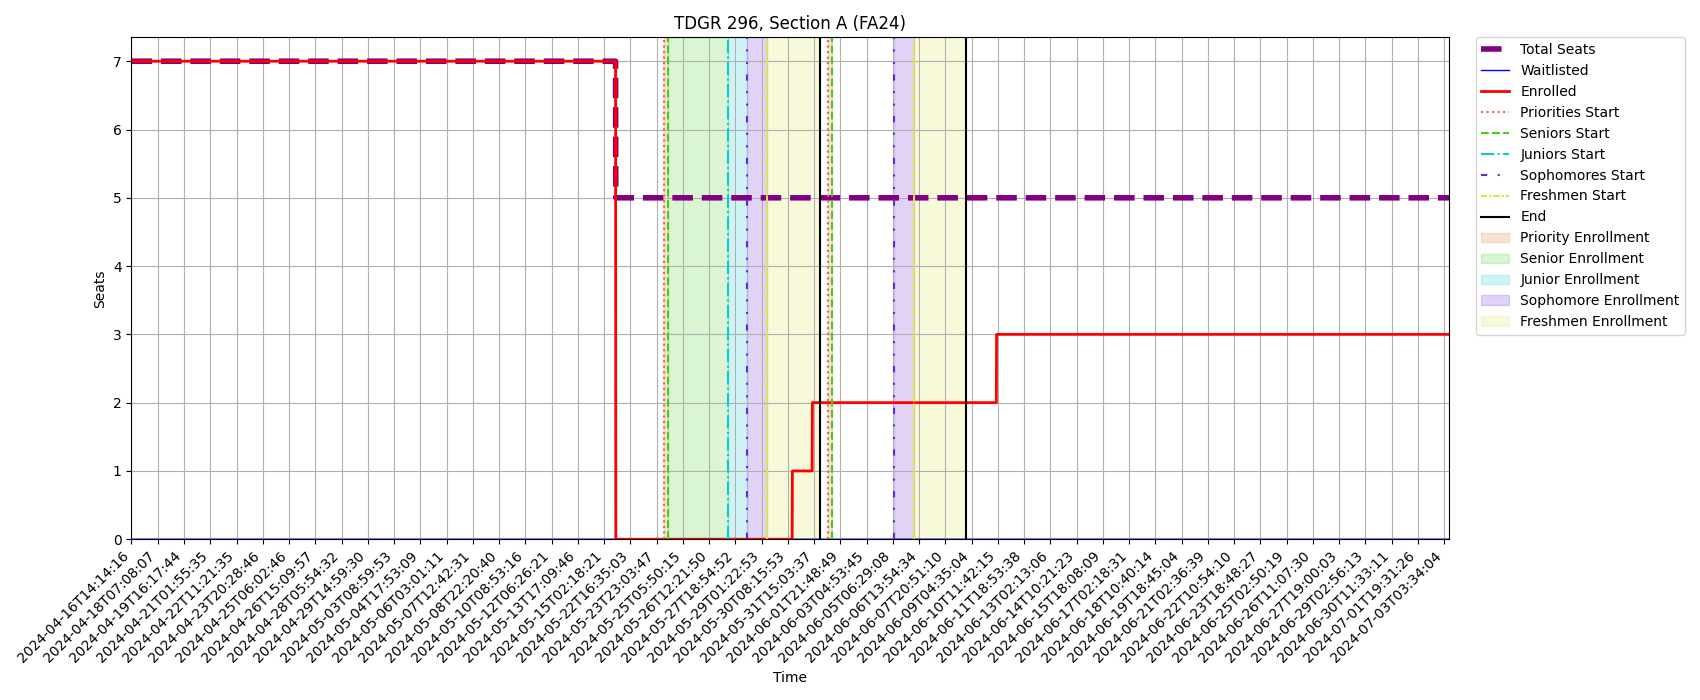 TDGR 296, Section A (FA24)
Seats
7
6
5
4
3
2
1
0
2024-04-16T14:14:16
2024-04-18T07:08:07
2024-04-19T16:17:44
2024-04-21T01:55:35
2024-04-22T11:21:35
2024-04-23T20:28:46
2024-04-25T06:02:46
2024-04-26T15:09:57
2024-04-28T05:54:32
2024-04-29T14:59:30
2024-05-03T08:59:53
2024-05-04T17:53:09
2024-05-06T03:01:11
2024-05-07T12:42:31
2024-05-08T22:20:40
2024-05-10T08:53:16
2024-05-12T06:26:21
2024-05-13T17:09:46
2024-05-15T02:18:21
2024-05-22T16:35:03
2024-05-23T23:03:47
2024-05-25T05:50:15
2024-05-26T12:21:50
2024-05-27T18:54:52
2024-05-29T01:22:53
2024-05-30T08:15:53
2024-05-31T15:03:37
2024-06-01T21:48:49
2024-06-03T04:53:45
2024-06-05T06:29:08
2024-06-06T13:54:34
2024-06-07T20:51:10
2024-06-09T04:35:04
2024-06-10T11:42:15
2024-06-11T18:53:38
2024-06-13T02:13:06
2024-06-14T10:21:23
2024-06-15T18:08:09
2024-06-17T02:18:31
2024-06-18T10:40:14
2024-06-19T18:45:04
2024-06-21T02:36:39
2024-06-22T10:54:10
2024-06-23T18:48:27
2024-06-25T02:50:19
2024-06-26T11:07:30
2024-06-27T19:00:03
2024-06-29T02:56:13
2024-06-30T11:33:11
2024-07-01T19:31:26
2024-07-03T03:34:04
Time
Total Seats
Waitlisted
Enrolled
Priorities Start
Seniors Start
Juniors Start
Sophomores Start
Freshmen Start
End
Priority Enrollment
Senior Enrollment
Junior Enrollment
Sophomore Enrollment
Freshmen Enrollment